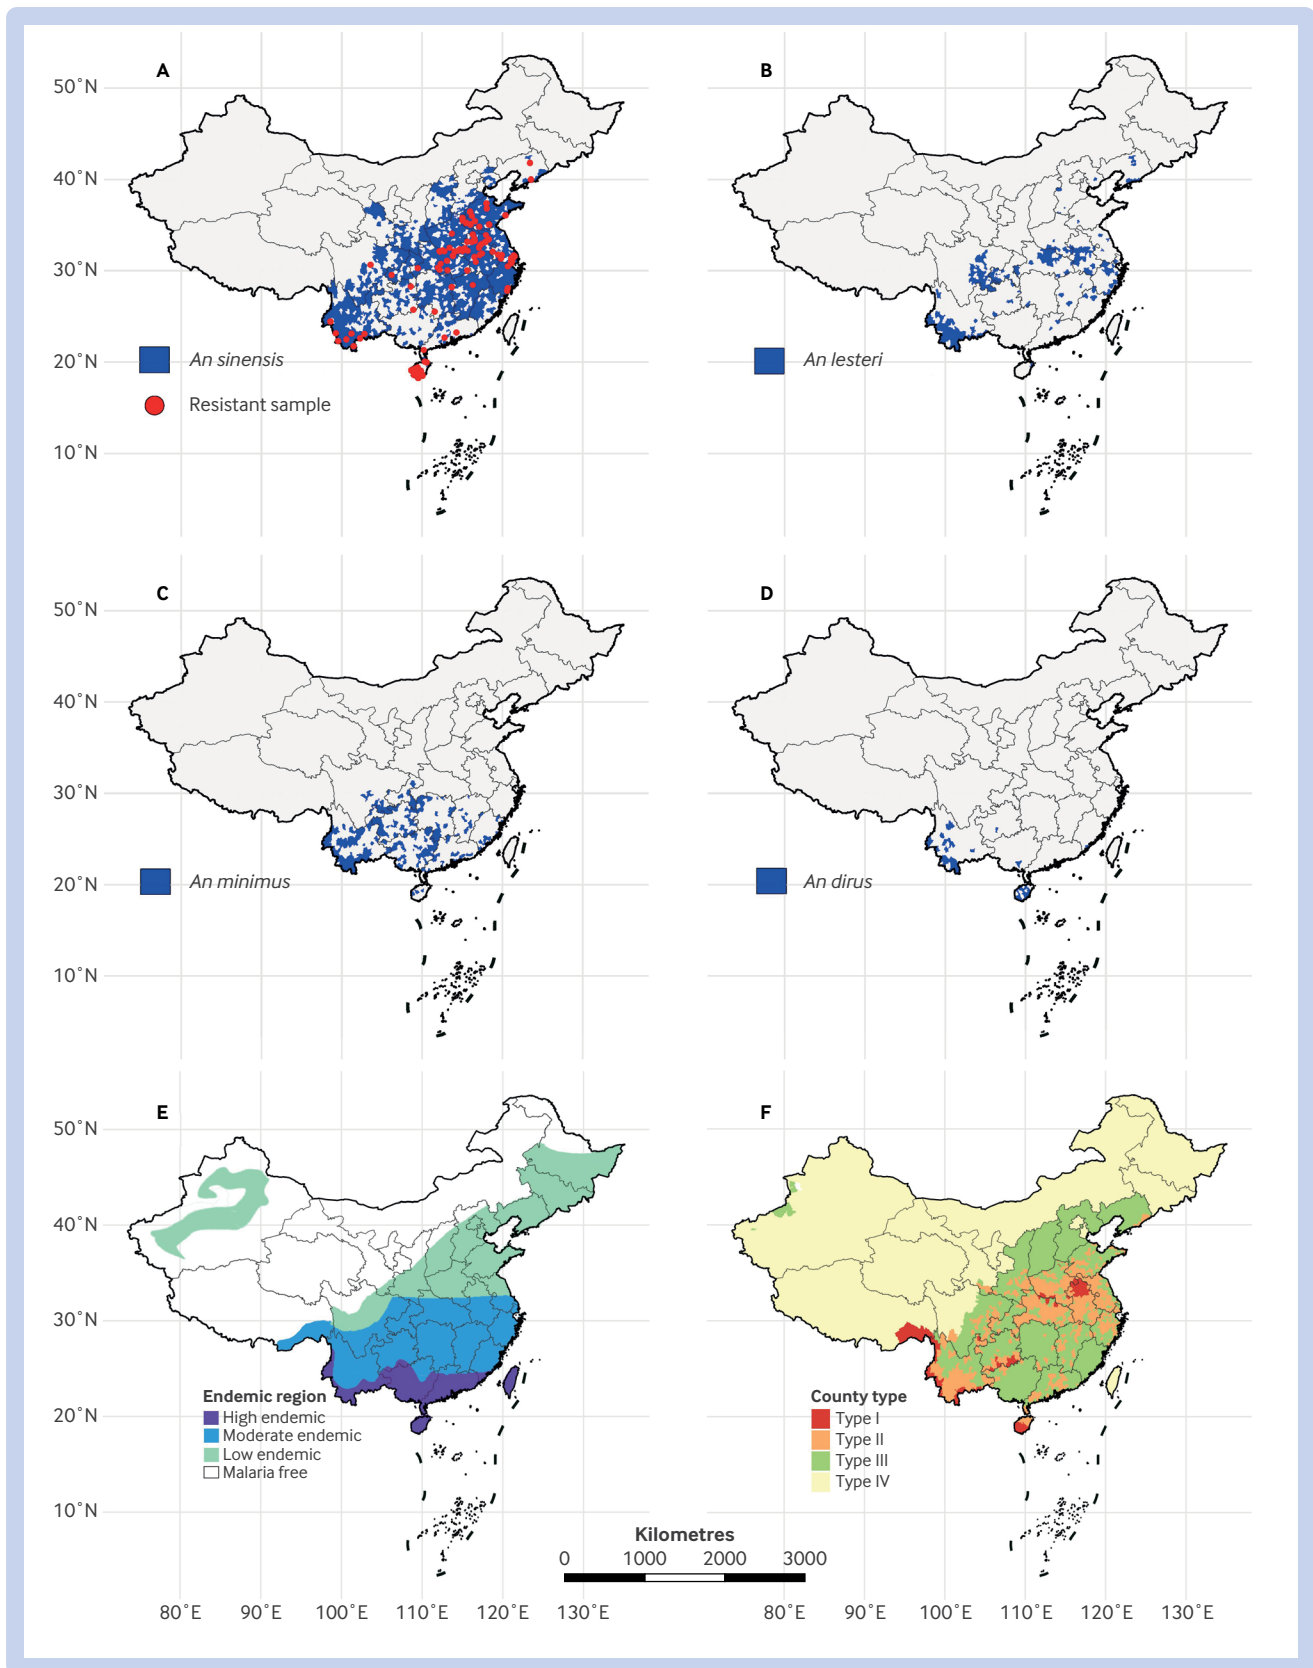 A
B
50˚N
40˚N
30˚N
20˚N
10˚N
An sinensis
Resistant sample
An lesteri
C
D
50˚N
40˚N
30˚N
20˚N
10˚N
An minimus
An dirus
E
F
50˚N
40˚N
30˚N
20˚N
10˚N
Endemic region
High endemic
Moderate endemic
Low endemic
Malaria free
County type
Type I
Type II
Type III
Type IV
Kilometres
0 1000 2000 3000
80˚E 90˚E 100˚E 110˚E 120˚E 130˚E
80˚E 90˚E 100˚E 110˚E 120˚E 130˚E